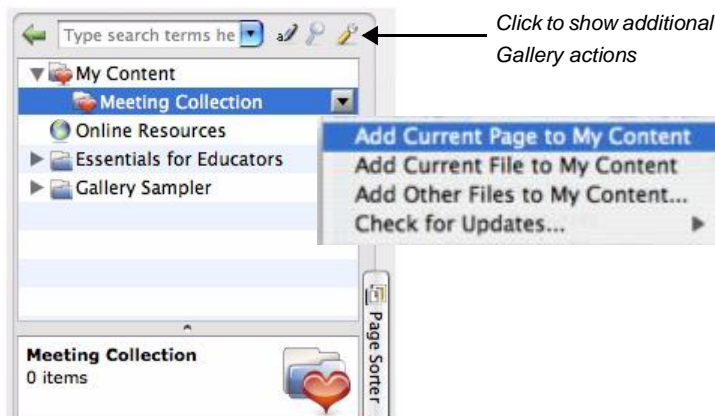 Type search terms he
Click to show additional
Gallery actions
My Content
Meeting Collection
Online Resources
Essentials for Educators
Gallery Sampler
Add Current Page to My Content
Add Current File to My Content
Add Other Files to My Content...
Check for Updates...
Page Sorter
Meeting Collection
0 items